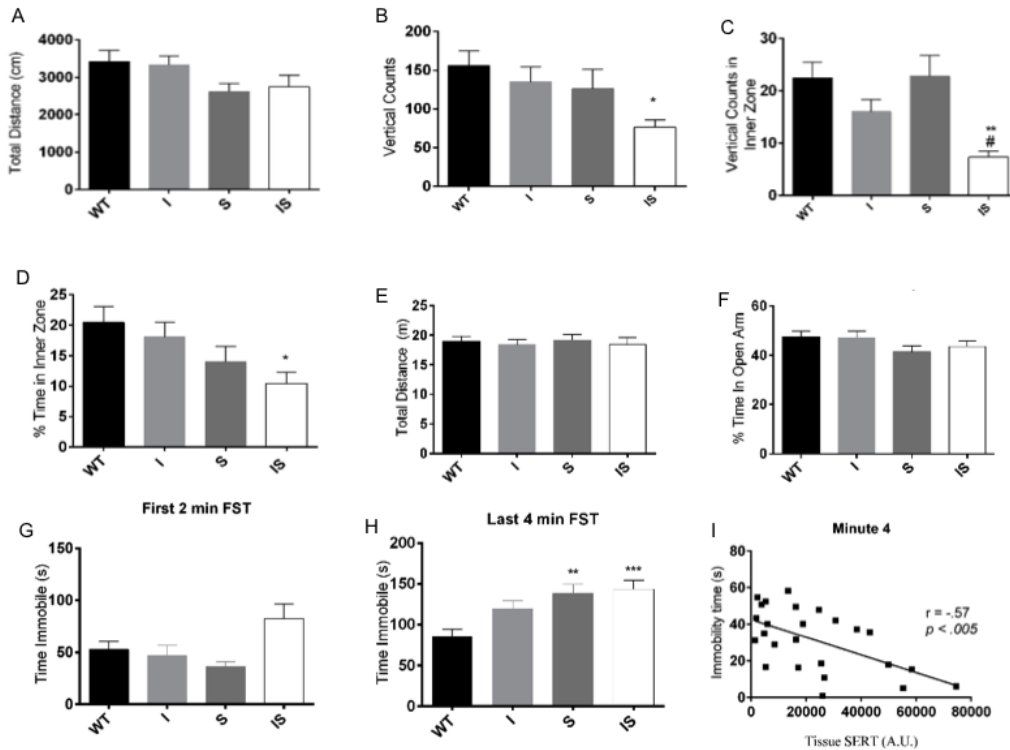 A
Total Distance (cm)
4000
3000
2000
1000
0
WT
I
S
IS
B
Vertical Counts
200
150
100
50
0
*
WT
I
S
IS
C
Vertical Counts in
Inner Zone
30
20
10
0
**
#
WT
I
S
IS
D
% Time in Inner Zone
25
20
15
10
5
0
*
WT
I
S
IS
E
Total Distance (m)
25
20
15
10
5
0
WT
I
S
IS
F
% Time In Open Arm
60
40
20
0
WT
I
S
IS
First 2 min FST
G
Time Immobile (s)
150
100
50
0
WT
I
S
IS
Last 4 min FST
H
Time Immobile (s)
200
150
100
50
0
**
***
WT
I
S
IS
Minute 4
I
Immobility time (s)
80
60
40
20
0
r = -.57
p < .005
0
20000
40000
60000
80000
Tissue SERT (A.U.)